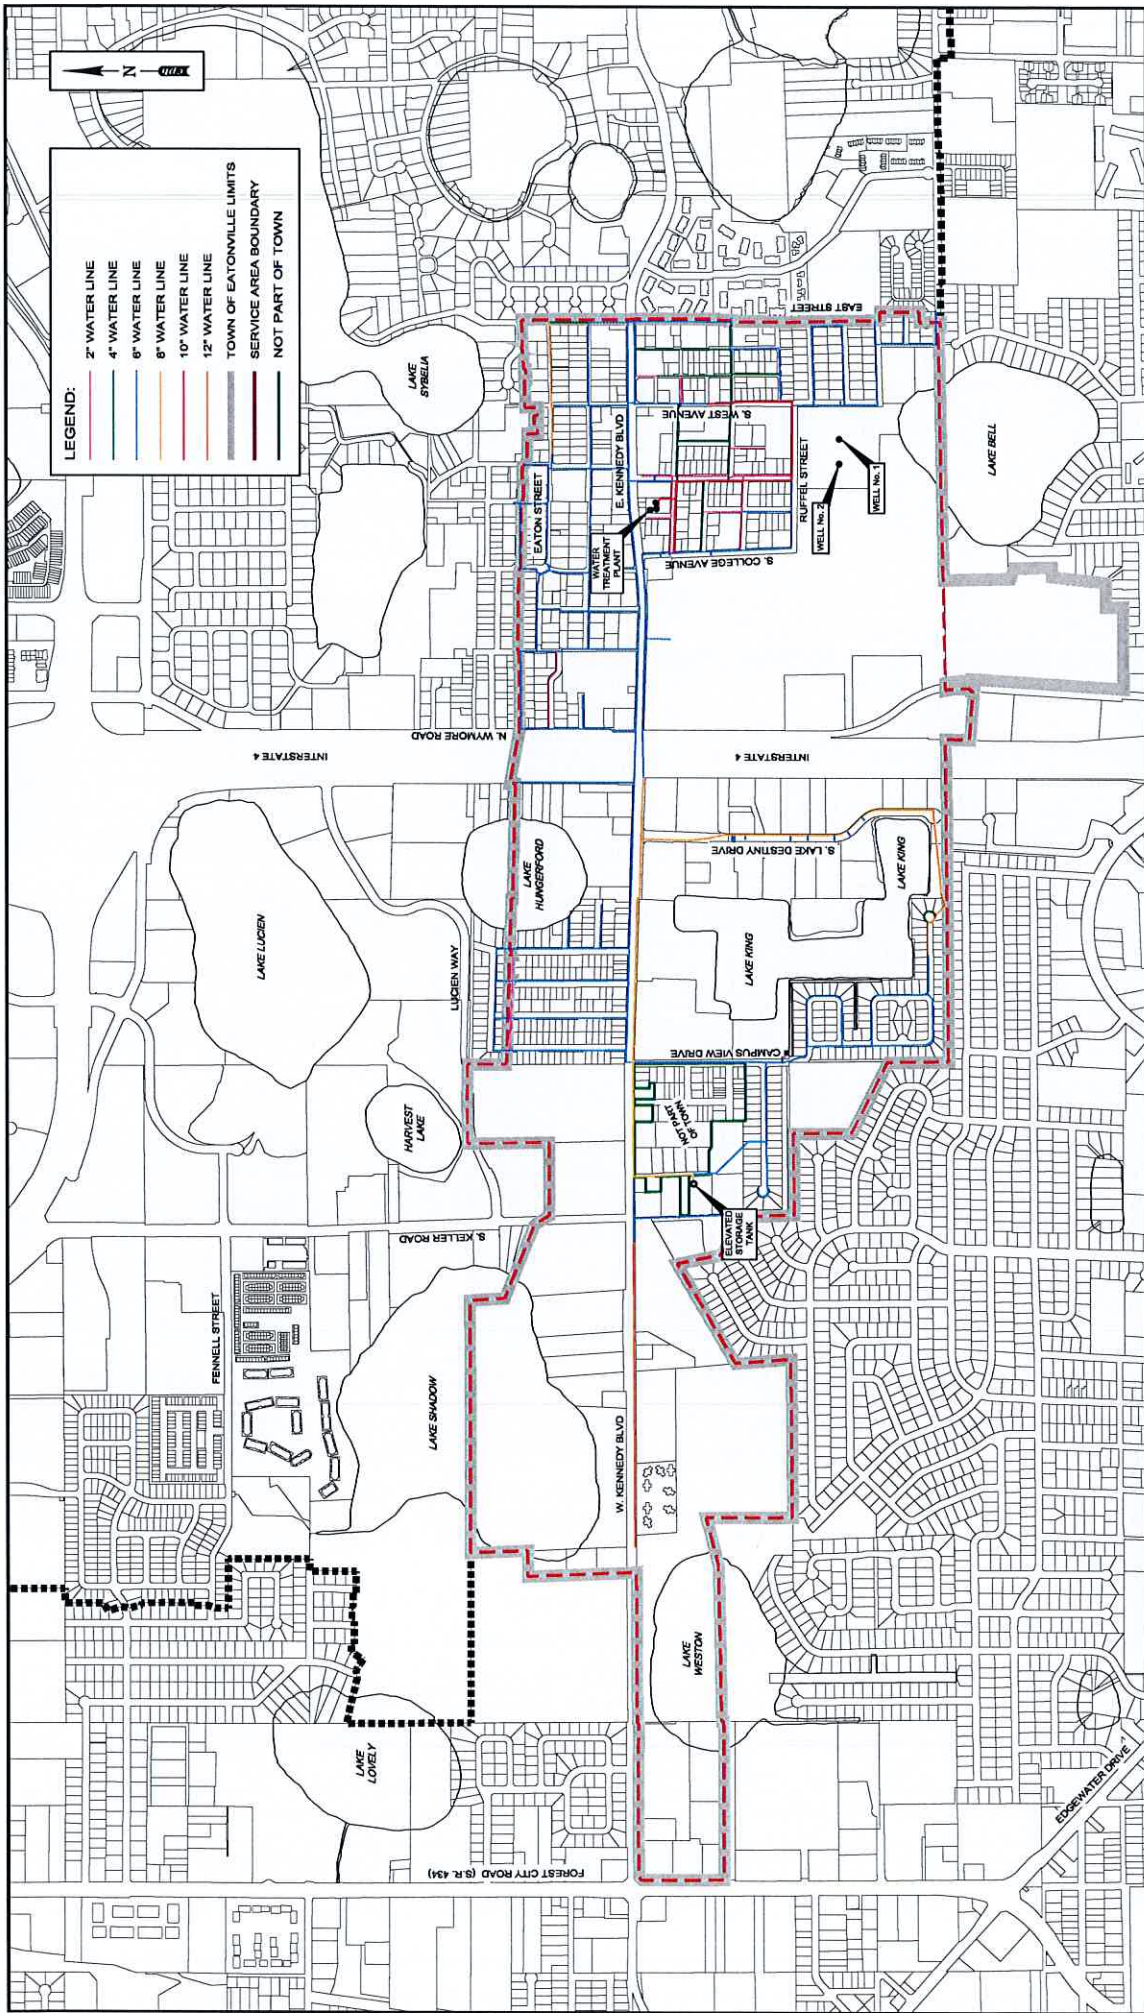 N
LEGEND:
2" WATER LINE
4" WATER LINE
6" WATER LINE
8" WATER LINE
10" WATER LINE
12" WATER LINE
TOWN OF EATONVILLE LIMITS
SERVICE AREA BOUNDARY
NOT PART OF TOWN
FOREST CITY ROAD (S.R. 434)
LAKE
LOVELY
FENNELL STREET
LAKE SHADOW
S. KELLER ROAD
HARVEST
LAKE
LAKE LUCIEN
LUCIEN WAY
LAKE
HUNGERFORD
INTERSTATE 4
N. WYMORE ROAD
EATON STREET
LAKE
SYBELIA
E. KENNEDY BLVD
W. KENNEDY BLVD
LAKE
WESTON
ELEVATED
STORAGE
TANK
NOT PART
OF TOWN
CAMPUS VIEW DRIVE
LAKE KING
LAKE KING
S. LAKE DESTINY DRIVE
INTERSTATE 4
WATER
TREATMENT
PLANT
S. COLLEGE AVENUE
S. WEST AVENUE
RUFFEL STREET
EAST STREET
WELL No. 2
WELL No. 1
LAKE BELL
EDGEWATER DRIVE